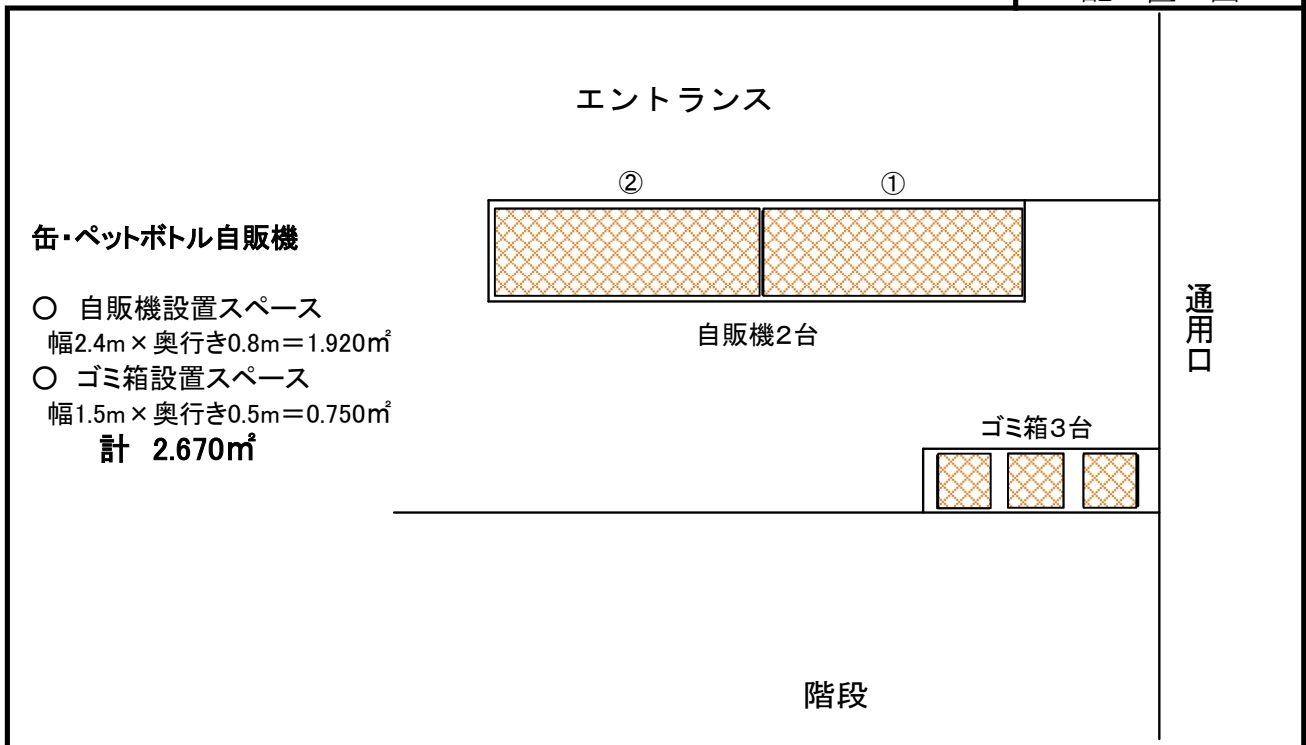 エントランス
② ①
缶・ペットボトル自販機
○ 自販機設置スペース
幅2.4m×奥行き0.8m＝1.920㎡
○ ゴミ箱設置スペース
幅1.5m×奥行き0.5m＝0.750㎡
計 2.670㎡
自販機2台
通用口
ゴミ箱3台
階段